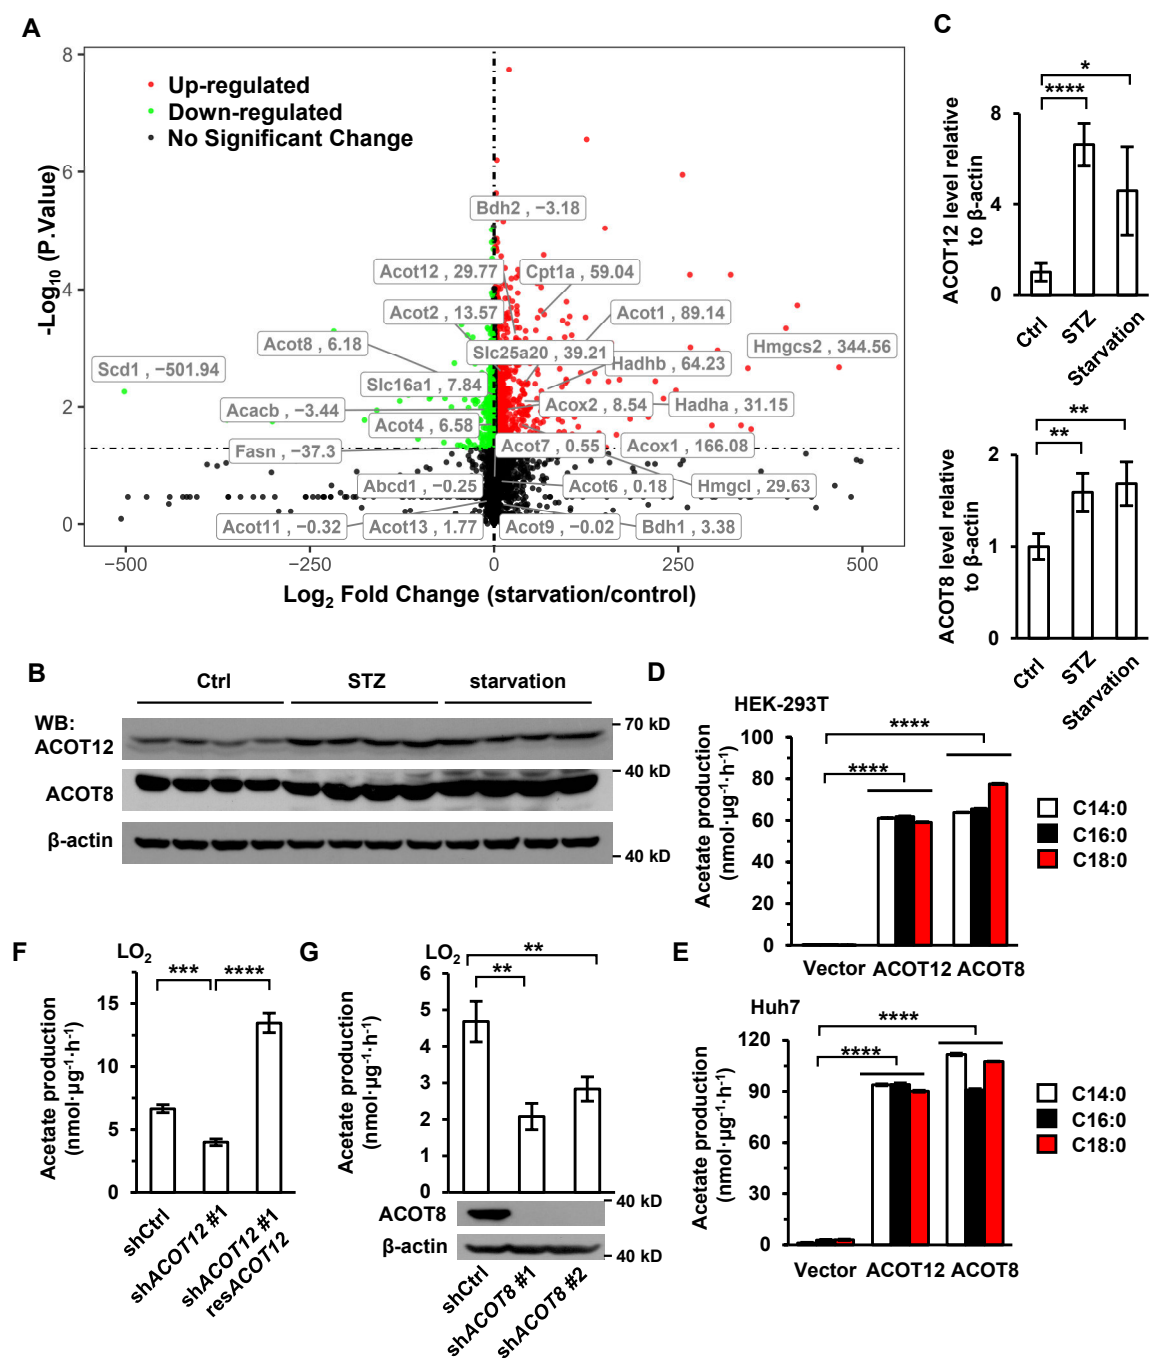 A
8
6
4
2
0
-Log10 (P.Value)
Up-regulated
Down-regulated
No Significant Change
Bdh2 , −3.18
Acot12 , 29.77
Cpt1a , 59.04
Acot2 , 13.57
Acot1 , 89.14
Acot8 , 6.18
Slc25a20 , 39.21
Hmgcs2 , 344.56
Scd1 , −501.94
Hadhb , 64.23
Slc16a1 , 7.84
Acacb , −3.44
Acox2 , 8.54
Hadha , 31.15
Acot4 , 6.58
Fasn , −37.3
Acot7 , 0.55
Acox1 , 166.08
Abcd1 , −0.25
Acot6 , 0.18
Hmgcl , 29.63
Acot11 , −0.32
Acot13 , 1.77
Acot9 , −0.02
Bdh1 , 3.38
−500
−250
0
250
500
Log2 Fold Change (starvation/control)
C
ACOT12 level relative
to β-actin
*
****
8
4
0
Ctrl
STZ
Starvation
ACOT8 level relative
to β-actin
**
**
2
1
0
Ctrl
STZ
Starvation
B
Ctrl
STZ
starvation
WB:
ACOT12
70 kD
ACOT8
40 kD
β-actin
40 kD
D
HEK-293T
Acetate production
(nmol·μg-1·h-1)
****
****
100
80
60
40
20
0
Vector
ACOT12
ACOT8
C14:0
C16:0
C18:0
E
Huh7
Acetate production
(nmol·μg-1·h-1)
****
****
120
90
60
30
0
Vector
ACOT12
ACOT8
C14:0
C16:0
C18:0
F
LO2
Acetate production
(nmol·μg-1·h-1)
***
****
15
10
5
0
shCtrl
shACOT12 #1
shACOT12 #1
resACOT12
G
LO2
Acetate production
(nmol·μg-1·h-1)
**
**
6
5
4
3
2
1
0
ACOT8
40 kD
β-actin
40 kD
shCtrl
shACOT8 #1
shACOT8 #2